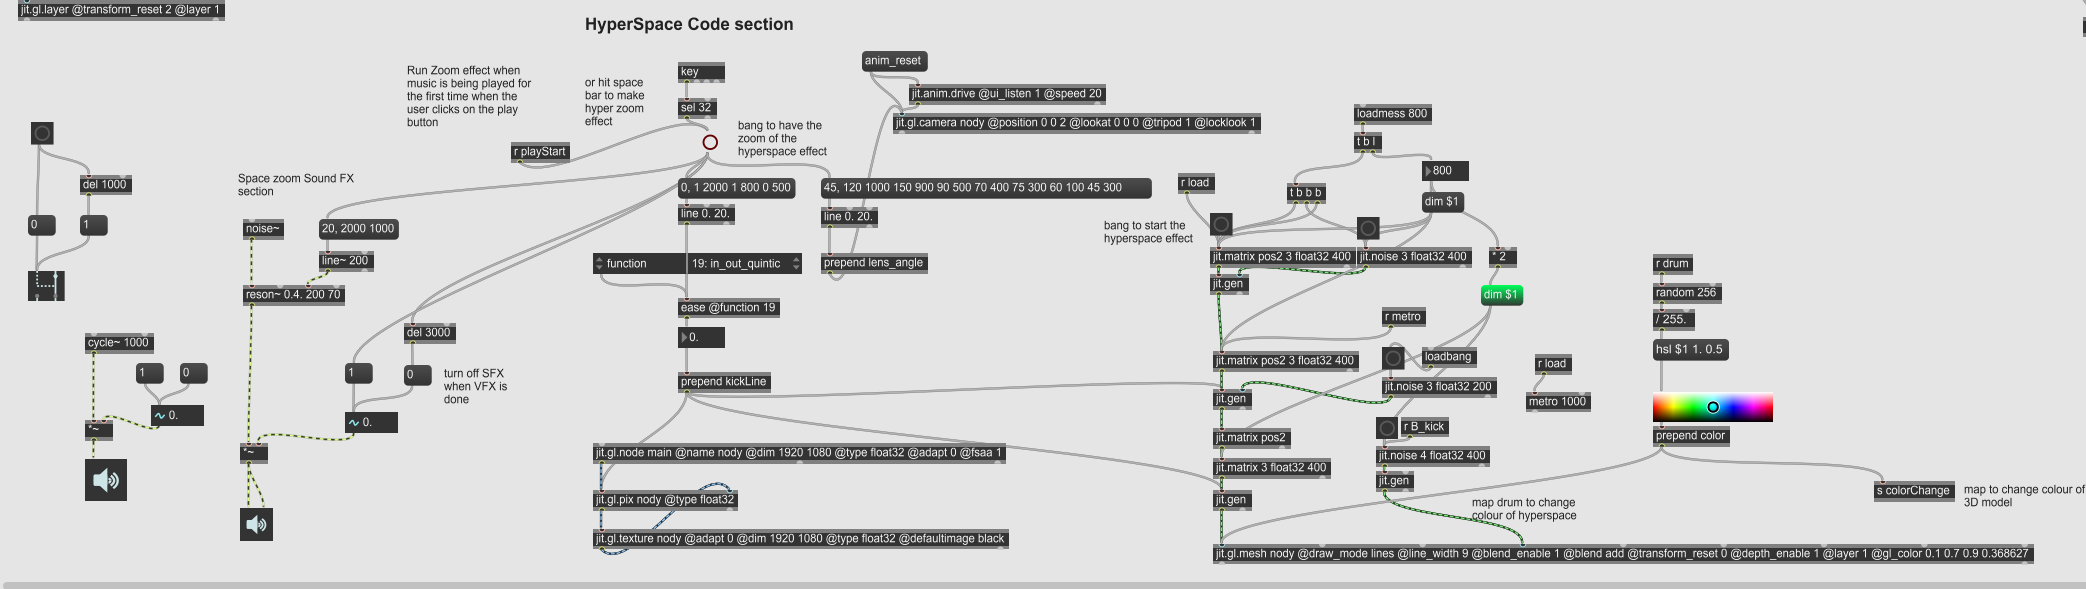 jit.gl.layer @transform_reset 2 @layer 1
HyperSpace Code section
Run Zoom effect when
music is being played for
the first time when the
user clicks on the play
button
or hit space
bar to make
hyper zoom
effect
key
sel 32
r playStart
bang to have the
zoom of the
hyperspace effect
anim_reset
jit.anim.drive @ui_listen 1 @speed 20
jit.gl.camera nody @position 0 0 2 @lookat 0 0 0 @tripod 1 @locklook 1
del 1000
0
1
cycle~ 1000
1
0
0.
*~
Space zoom Sound FX
section
noise~
20, 2000 1000
line~ 200
reson~ 0.4. 200 70
del 3000
1
0
turn off SFX
when VFX is
done
0.
*~
0, 1 2000 1 800 0 500
line 0. 20.
function
19: in_out_quintic
ease @function 19
0.
prepend kickLine
45, 120 1000 150 900 90 500 70 400 75 300 60 100 45 300
line 0. 20.
prepend lens_angle
jit.gl.node main @name nody @dim 1920 1080 @type float32 @adapt 0 @fsaa 1
jit.gl.pix nody @type float32
jit.gl.texture nody @adapt 0 @dim 1920 1080 @type float32 @defaultimage black
loadmess 800
t b l
800
t b b b
dim $1
r load
bang to start the
hyperspace effect
jit.matrix pos2 3 float32 400
jit.noise 3 float32 400
* 2
jit.gen
dim $1
r metro
jit.matrix pos2 3 float32 400
loadbang
jit.noise 3 float32 200
jit.gen
r load
metro 1000
r B_kick
jit.matrix pos2
jit.noise 4 float32 400
jit.matrix 3 float32 400
jit.gen
jit.gen
map drum to change
colour of hyperspace
r drum
random 256
/ 255.
hsl $1 1. 0.5
prepend color
s colorChange
map to change colour of
3D model
jit.gl.mesh nody @draw_mode lines @line_width 9 @blend_enable 1 @blend add @transform_reset 0 @depth_enable 1 @layer 1 @gl_color 0.1 0.7 0.9 0.368627